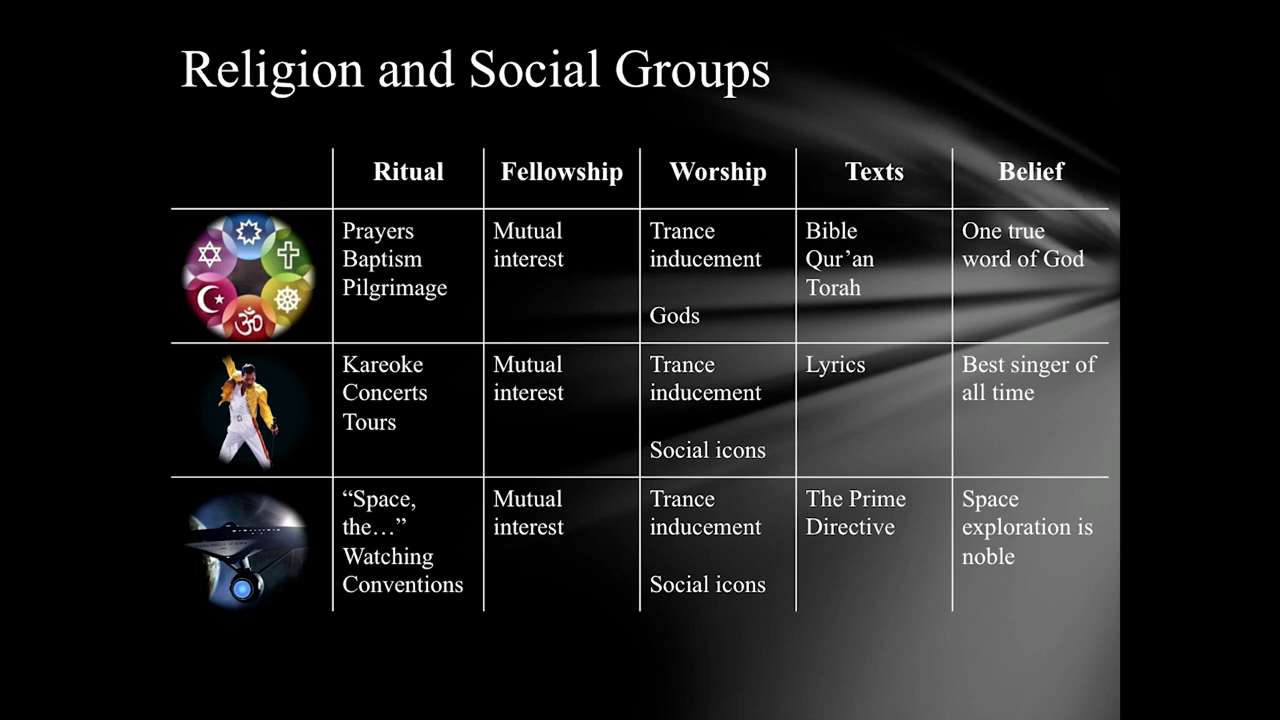 Religion and Social Groups
Ritual
Fellowship
Worship
Texts
Belief
Prayers
Baptism
Pilgrimage
Mutual
interest
Trance
inducement
Gods
Bible
Qur’an
Torah
One true
word of God
Kareoke
Concerts
Tours
Mutual
interest
Trance
inducement
Social icons
Lyrics
Best singer of
all time
“Space,
the…”
Watching
Conventions
Mutual
interest
Trance
inducement
Social icons
The Prime
Directive
Space
exploration is
noble